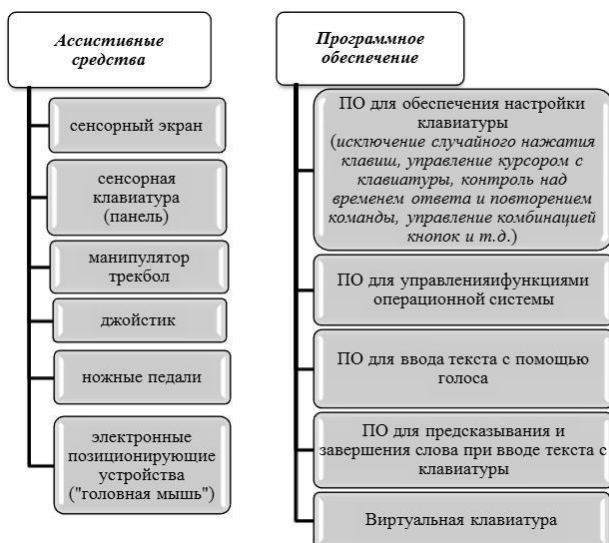 Ассистивные
средства
сенсорный экран
сенсорная
клавиатура
(панель)
манипулятор
трекбол
джойстик
ножные педали
электронные
позиционирующие
устройства
("головная мышь")
Программное
обеспечение
ПО для обеспечения настройки
клавиатуры
(исключение случайного нажатия
клавиш, управление курсором с
клавиатуры, контроль над
временем ответа и повторением
команды, управление комбинацией
кнопок и т.д.)
ПО для управленияифункциями
операционной системы
ПО для ввода текста с помощью
голоса
ПО для предсказывания и
завершения слова при вводе текста с
клавиатуры
Виртуальная клавиатура